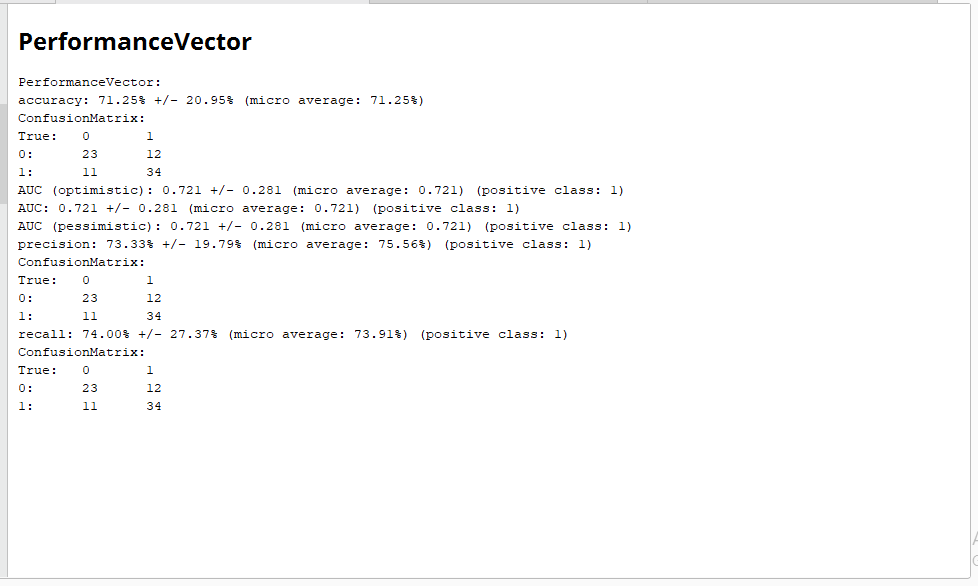 PerformanceVector
PerformanceVector:
accuracy: 71.25% +/- 20.95% (micro average: 71.25%)
ConfusionMatrix:
True:   0       1
0:      23      12
1:      11      34
AUC (optimistic): 0.721 +/- 0.281 (micro average: 0.721) (positive class: 1)
AUC: 0.721 +/- 0.281 (micro average: 0.721) (positive class: 1)
AUC (pessimistic): 0.721 +/- 0.281 (micro average: 0.721) (positive class: 1)
precision: 73.33% +/- 19.79% (micro average: 75.56%) (positive class: 1)
ConfusionMatrix:
True:   0       1
0:      23      12
1:      11      34
recall: 74.00% +/- 27.37% (micro average: 73.91%) (positive class: 1)
ConfusionMatrix:
True:   0       1
0:      23      12
1:      11      34